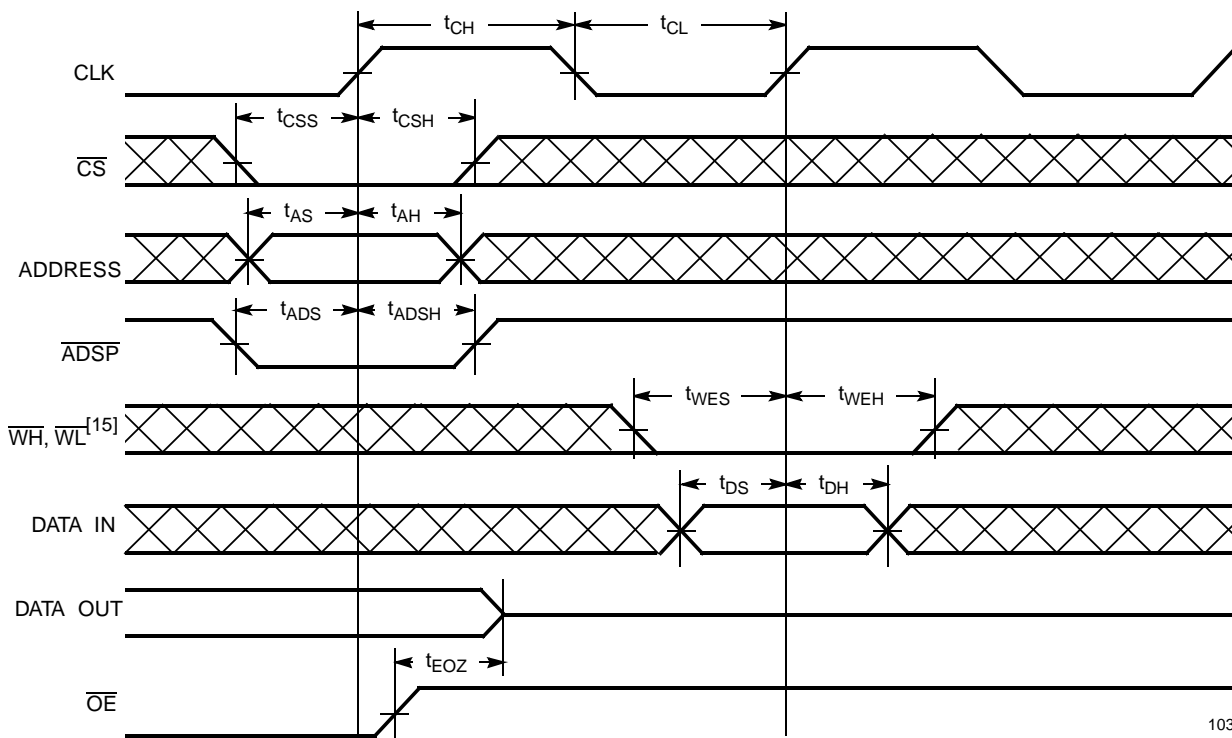 tCH tCL
CLK
tCSS tCSH
CS
tAS tAH
ADDRESS
tADS tADSH
ADSP
tWES tWEH
WH, WL[15]
tDS tDH
DATA IN
DATA OUT
tEOZ
OE
103